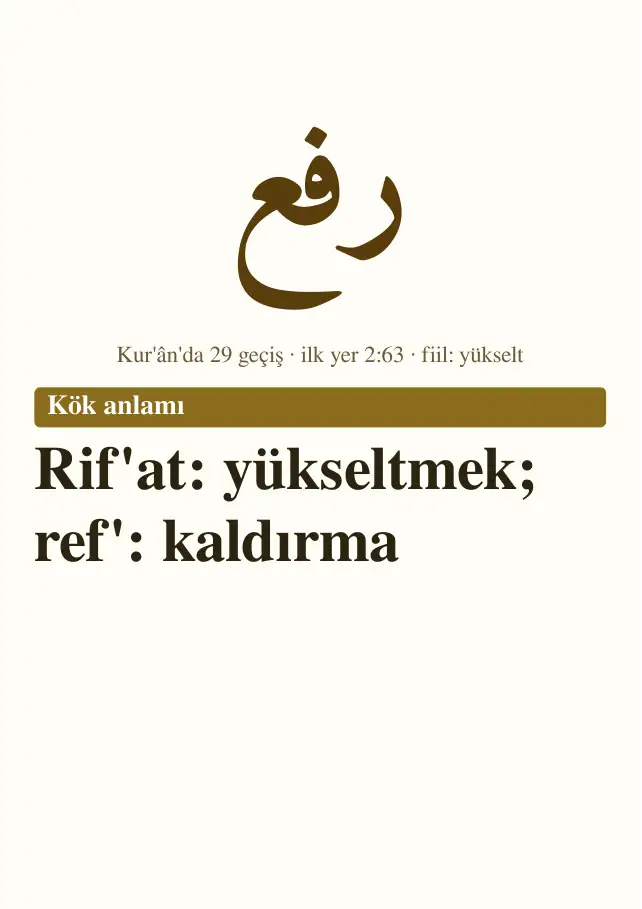 رفع
Kur'ân'da 29 geçiş · ilk yer 2:63 · fiil: yükselt
Kök anlamı
Rif'at: yükseltmek;
ref': kaldırma